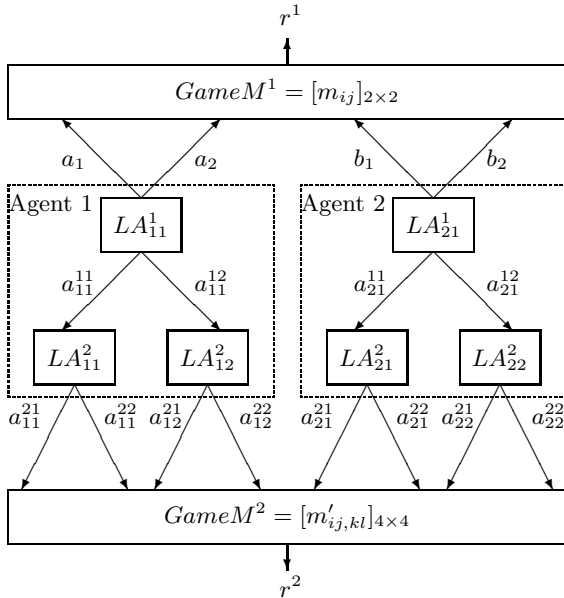 r^1
GameM^1 = [m_{ij}]_{2×2}
a_1 a_2 b_1 b_2
Agent 1 Agent 2
LA^1_{11} LA^1_{21}
a^{11}_{11} a^{12}_{11} a^{11}_{21} a^{12}_{21}
LA^2_{11} LA^2_{12} LA^2_{21} LA^2_{22}
a^{21}_{11} a^{22}_{11} a^{21}_{12} a^{22}_{12} a^{21}_{21} a^{22}_{21} a^{21}_{22} a^{22}_{22}
GameM^2 = [m'_{ij,kl}]_{4×4}
r^2